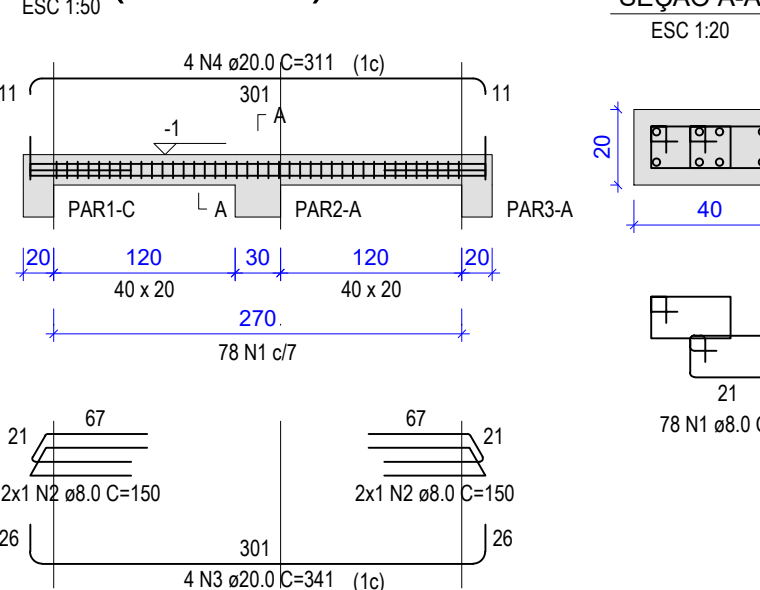 ESC 1:50
SEÇÃO A-A
ESC 1:20
4 N4 ø20.0 C=311 (1c)
11
301
11
A
-1
20
PAR1-C
A
PAR2-A
PAR3-A
40
20
120
30
120
20
40 x 20
40 x 20
270
78 N1 c/7
21
67
67
21
21
78 N1 ø8.0
2x1 N2 ø8.0 C=150
2x1 N2 ø8.0 C=150
26
301
26
4 N3 ø20.0 C=341 (1c)